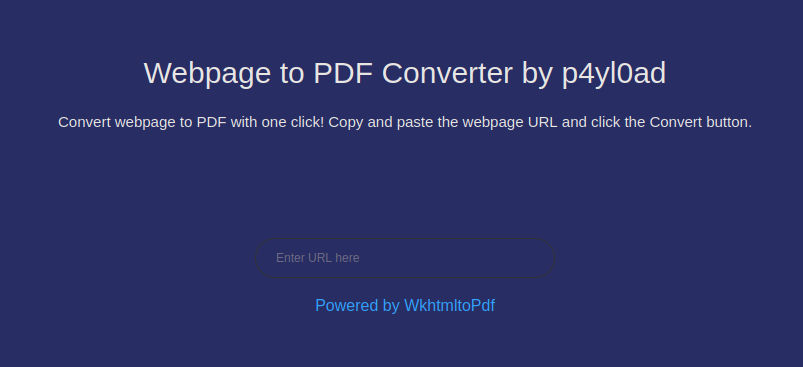 Webpage to PDF Converter by p4yl0ad
Convert webpage to PDF with one click! Copy and paste the webpage URL and click the Convert button.
Enter URL here
Powered by WkhtmltoPdf